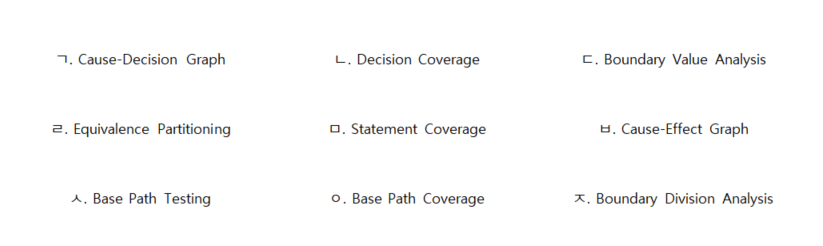 ㄱ. Cause-Decision Graph ㄴ. Decision Coverage ㄷ. Boundary Value Analysis
ㄹ. Equivalence Partitioning ㅁ. Statement Coverage ㅂ. Cause-Effect Graph
ㅅ. Base Path Testing ㅇ. Base Path Coverage ㅈ. Boundary Division Analysis